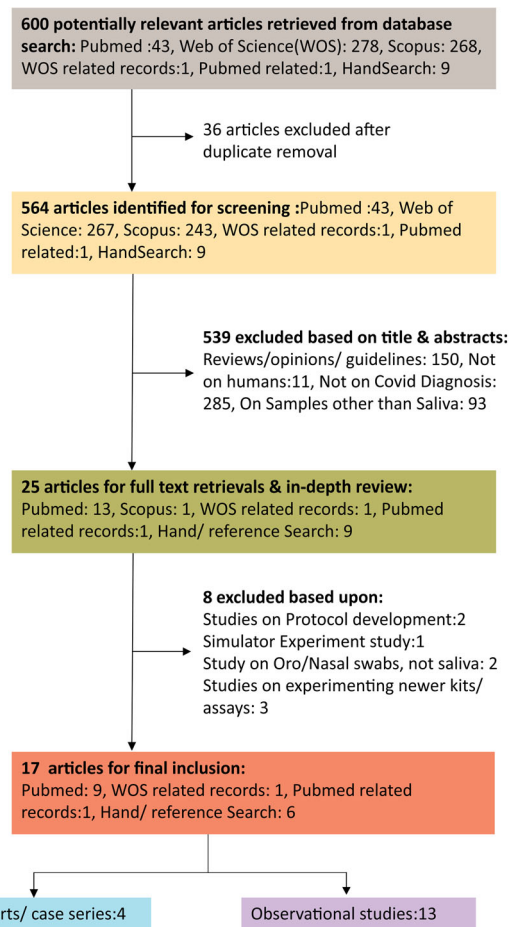 600 potentially relevant articles retrieved from database
search: Pubmed :43, Web of Science(WOS): 278, Scopus: 268,
WOS related records:1, Pubmed related:1, HandSearch: 9
36 articles excluded after
duplicate removal
564 articles identified for screening :Pubmed :43, Web of
Science: 267, Scopus: 243, WOS related records:1, Pubmed
related:1, HandSearch: 9
539 excluded based on title & abstracts:
Reviews/opinions/ guidelines: 150, Not
on humans:11, Not on Covid Diagnosis:
285, On Samples other than Saliva: 93
25 articles for full text retrievals & in-depth review:
Pubmed: 13, Scopus: 1, WOS related records: 1, Pubmed
related records:1, Hand/ reference Search: 9
8 excluded based upon:
Studies on Protocol development:2
Simulator Experiment study:1
Study on Oro/Nasal swabs, not saliva: 2
Studies on experimenting newer kits/
assays: 3
17 articles for final inclusion:
Pubmed: 9, WOS related records: 1, Pubmed related
records:1, Hand/ reference Search: 6
/ case series:4
Observational studies:13